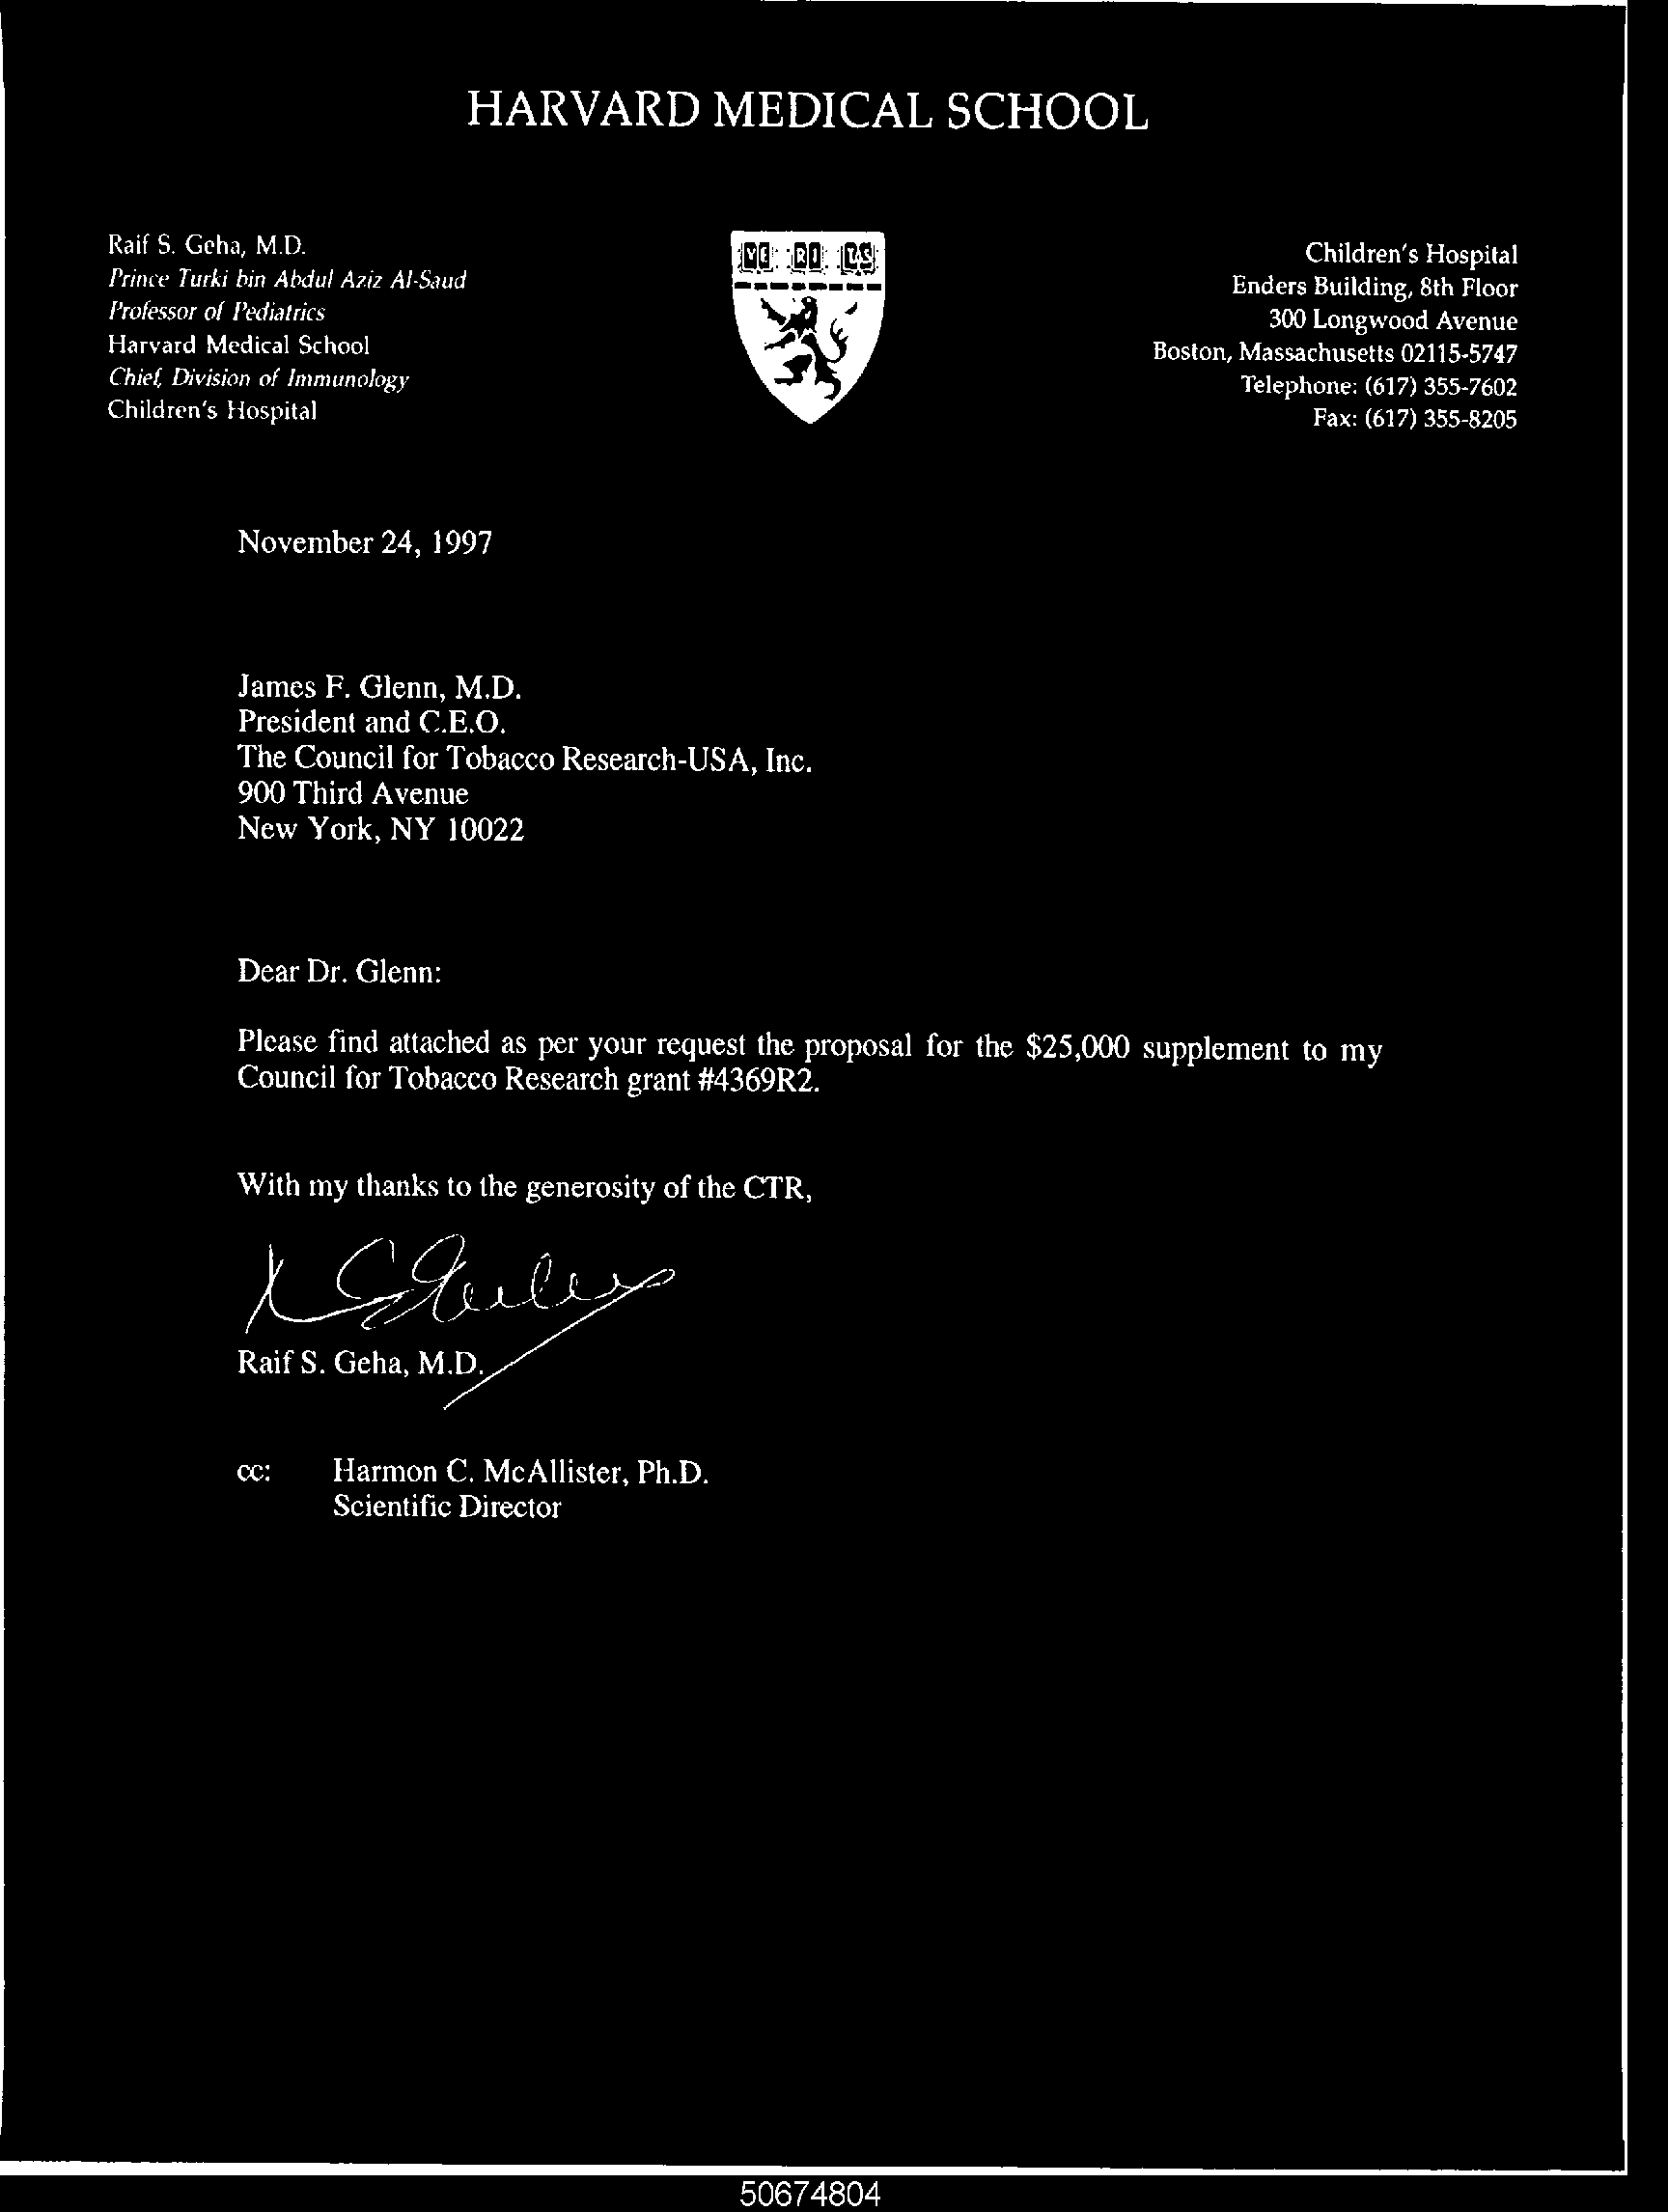 HARVARD MEDICAL SCHOOL
Raif S. Geha, M.D.
Prince Turki bin Abdul Aziz Al-Saud
Professor of Pediatrics
Harvard Medical School
Chief, Division of Immunology
Children's Hospital
VE RI TAS
Children's Hospital
Enders Building, 8th Floor
300 Longwood Avenue
Boston, Massachusetts 02115-5747
Telephone: (617) 355-7602
Fax: (617) 355-8205
November 24, 1997
James F. Glenn, M.D.
President and C.E.O.
The Council for Tobacco Research-USA, Inc.
900 Third Avenue
New York, NY 10022
Dear Dr. Glenn:
Please find attached as per your request the proposal for the $25,000 supplement to my
Council for Tobacco Research grant #4369R2.
With my thanks to the generosity of the CTR,
Raif S. Geha, M.D.
cc: Harmon C. McAllister, Ph.D.
Scientific Director
50674804